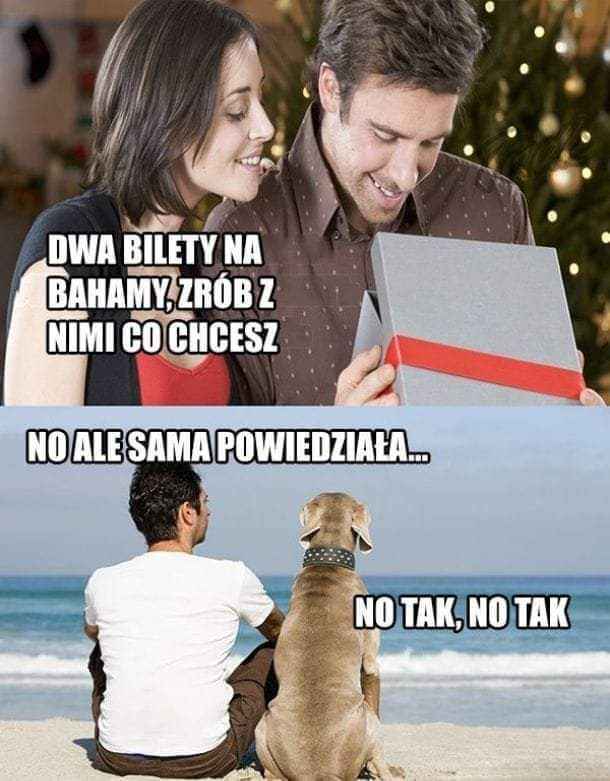 DWA BILETY NA
BAHAMY, ZRÓB Z
NIMI CO CHCESZ
NO ALE SAMA POWIEDZIAŁA...
NO TAK, NO TAK